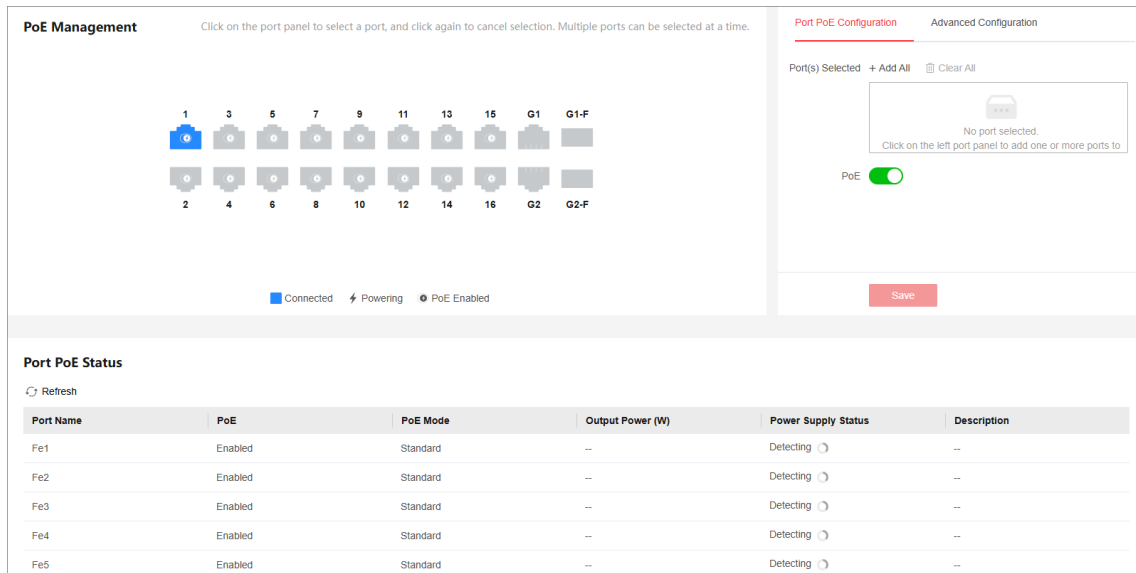 PoE Management
Click on the port panel to select a port, and click again to cancel selection. Multiple ports can be selected at a time.
1 3 5 7 9 11 13 15 G1 G1-F
2 4 6 8 10 12 14 16 G2 G2-F
Connected Powering PoE Enabled
Port PoE Configuration Advanced Configuration
Port(s) Selected + Add All Clear All
No port selected.
Click on the left port panel to add one or more ports to
PoE
Save
Port PoE Status
Refresh
Port Name PoE PoE Mode Output Power (W) Power Supply Status Description
Fe1 Enabled Standard -- Detecting --
Fe2 Enabled Standard -- Detecting --
Fe3 Enabled Standard -- Detecting --
Fe4 Enabled Standard -- Detecting --
Fe5 Enabled Standard -- Detecting --